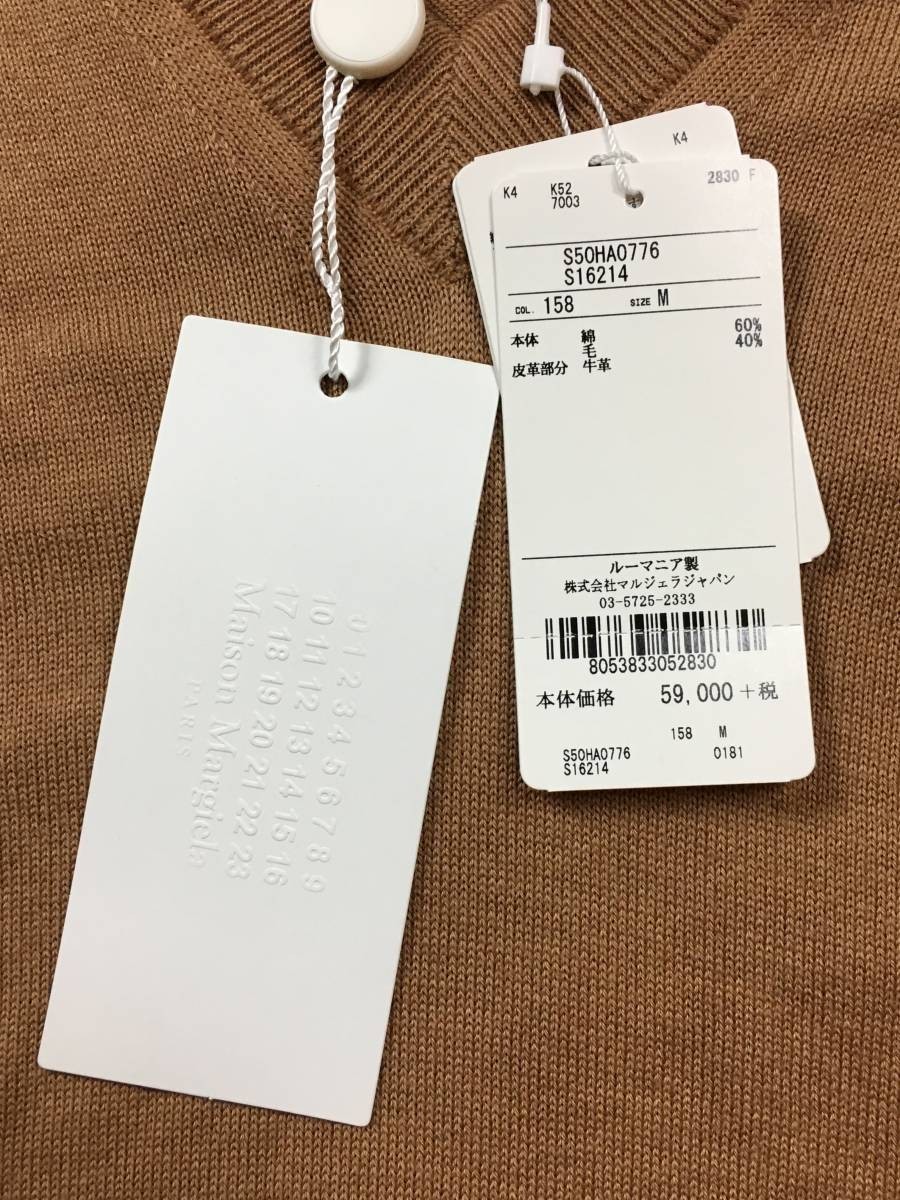 K4
K4 K52 2830 F
7003
S50HA0776
S16214
COL. 158 SIZE M
本体 綿 60%
毛 40%
皮革部分 牛革
ルーマニア製
株式会社マルジェラジャパン
03-5725-2333
8053833052830
本体価格 59,000+税
158 M
S50HA0776 0181
S16214
0 1 2 3 4 5 6 7 8 9
10 11 12 13 14 15 16
17 18 19 20 21 22 23
Maison Margiela
PARIS